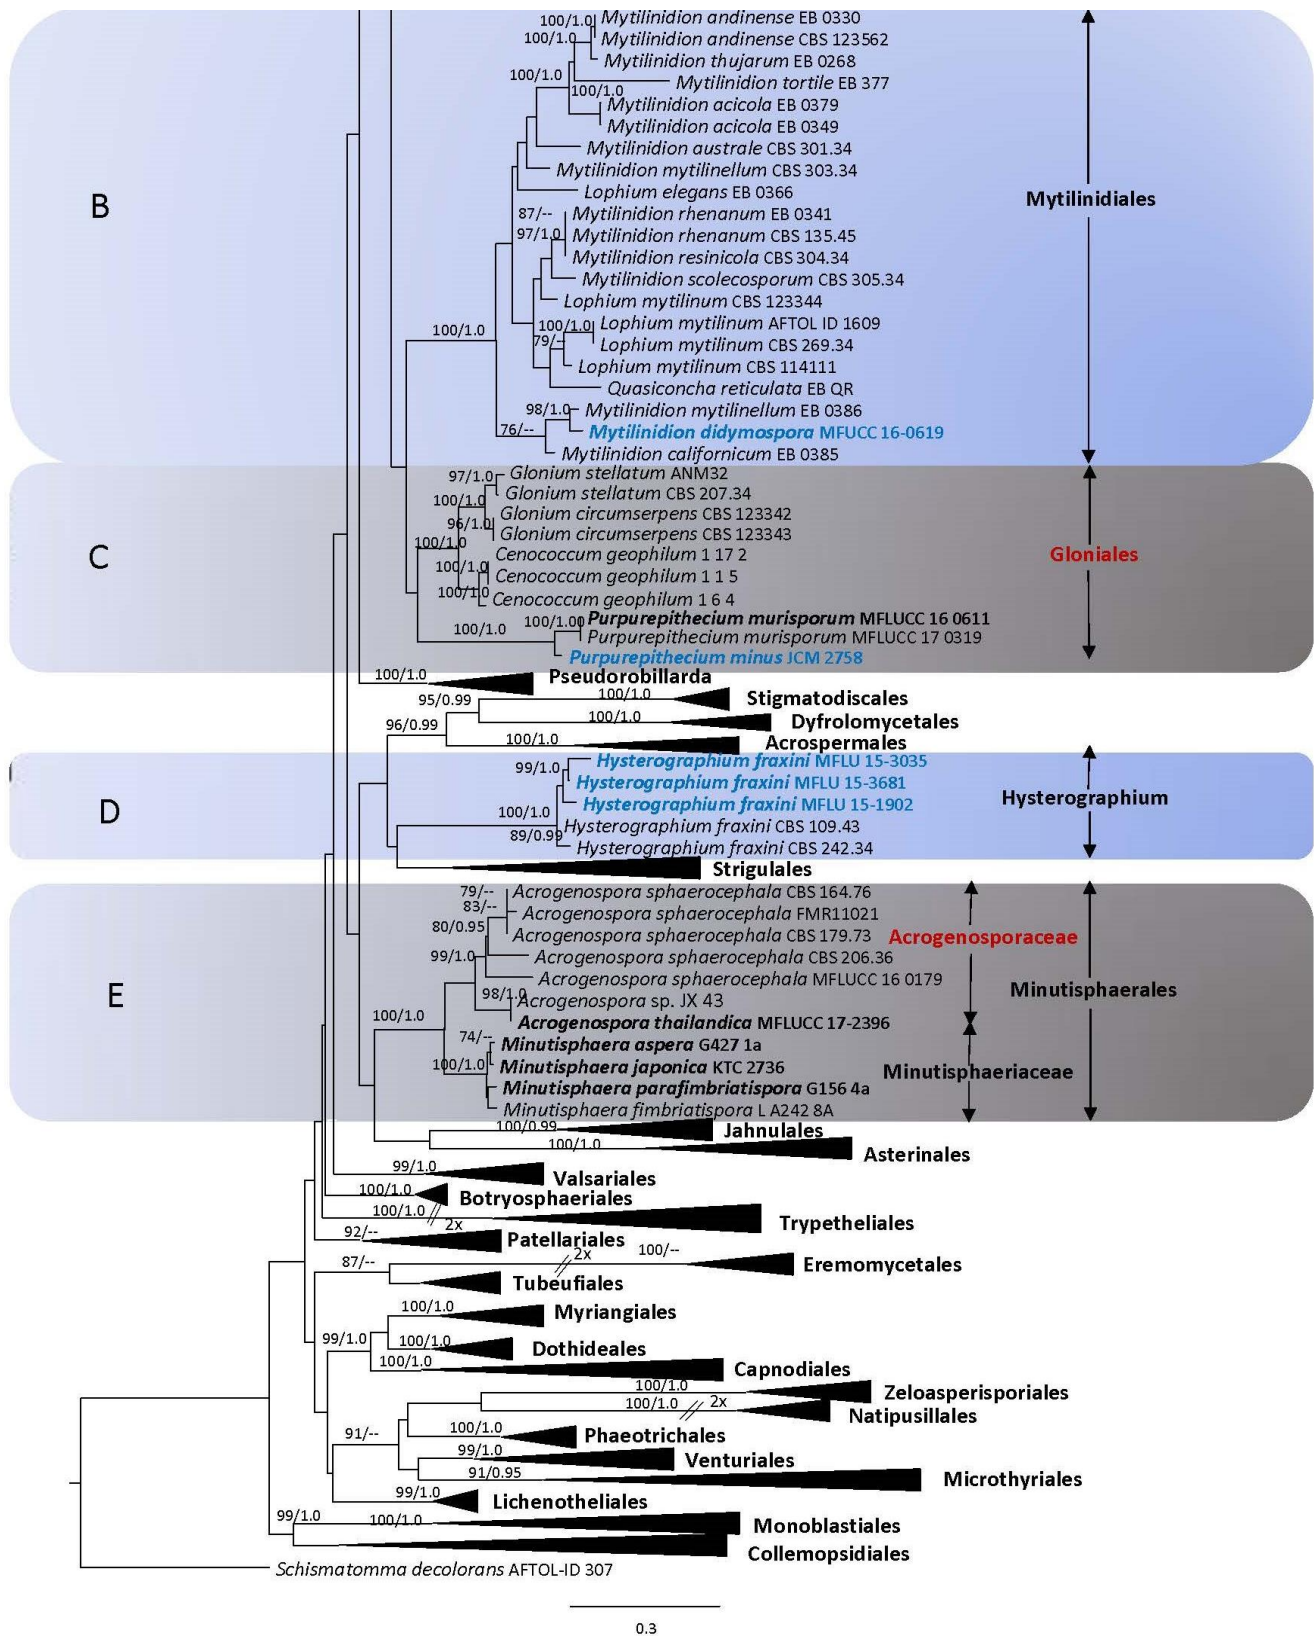 100/1.0 Mytilinidion andinense EB 0330
100/1.0 Mytilinidion andinense CBS 123562
Mytilinidion thujarum EB 0268
100/1.0 Mytilinidion tortile EB 377
100/1.0 Mytilinidion acicola EB 0379
Mytilinidion acicola EB 0349
Mytilinidion australe CBS 301.34
Mytilinidion mytilinellum CBS 303.34
Lophium elegans EB 0366
B
Mytilinidiales
87/-- Mytilinidion rhenanum EB 0341
97/1.0 Mytilinidion rhenanum CBS 135.45
Mytilinidion resinicola CBS 304.34
Mytilinidion scolecosporum CBS 305.34
Lophium mytilinum CBS 123344
100/1.0 100/1.0 Lophium mytilinum AFTOL ID 1609
79/-- Lophium mytilinum CBS 269.34
Lophium mytilinum CBS 114111
Quasiconcha reticulata EB QR
98/1.0 Mytilinidion mytilinellum EB 0386
76/-- Mytilinidion didymospora MFUCC 16-0619
Mytilinidion californicum EB 0385
97/1.0 Glonium stellatum ANM32
100/1.0 Glonium stellatum CBS 207.34
Glonium circumserpens CBS 123342
96/1.0 Glonium circumserpens CBS 123343
100/1.0 Cenococcum geophilum 1 17 2
C
Gloniales
100/1.0 Cenococcum geophilum 1 1 5
100/1.0 Cenococcum geophilum 1 6 4
100/1.0 100/1.00 Purpurepithecium murisporum MFLUCC 16 0611
Purpurepithecium murisporum MFLUCC 17 0319
Purpurepithecium minus JCM 2758
100/1.0 Pseudorobillarda
95/0.99 100/1.0 Stigmatodiscales
96/0.99 100/1.0 Dyfrolomycetales
100/1.0 Acrospermales
99/1.0 Hysterographium fraxini MFLU 15-3035
Hysterographium fraxini MFLU 15-3681
D
Hysterographium
100/1.0 Hysterographium fraxini MFLU 15-1902
Hysterographium fraxini CBS 109.43
89/0.99 Hysterographium fraxini CBS 242.34
Strigulales
79/-- Acrogenospora sphaerocephala CBS 164.76
83/-- Acrogenospora sphaerocephala FMR11021
80/0.95 Acrogenospora sphaerocephala CBS 179.73 Acrogenosporaceae
99/1.0 Acrogenospora sphaerocephala CBS 206.36
Acrogenospora sphaerocephala MFLUCC 16 0179
E
Minutisphaerales
98/1.0 Acrogenospora sp. JX 43
100/1.0 Acrogenospora thailandica MFLUCC 17-2396
74/-- Minutisphaera aspera G427 1a
100/1.0 Minutisphaera japonica KTC 2736 Minutisphaeriaceae
Minutisphaera parafimbriatispora G156 4a
Minutisphaera fimbriatispora L A242 8A
100/0.99 Jahnulales
100/1.0 Asterinales
99/1.0 Valsariales
100/1.0 Botryosphaeriales
100/1.0 2x Trypetheliales
92/-- Patellariales
87/-- 2x 100/-- Eremomycetales
Tubeufiales
100/1.0 Myriangiales
99/1.0 100/1.0 Dothideales
100/1.0 Capnodiales
100/1.0 Zeloasperisporiales
100/1.0 2x Natipusillales
91/-- 100/1.0 Phaeotrichales
99/1.0 Venturiales
91/0.95 Microthyriales
99/1.0 Lichenotheliales
99/1.0 100/1.0 Monoblastiales
Collemopsidiales
Schismatomma decolorans AFTOL-ID 307
0.3